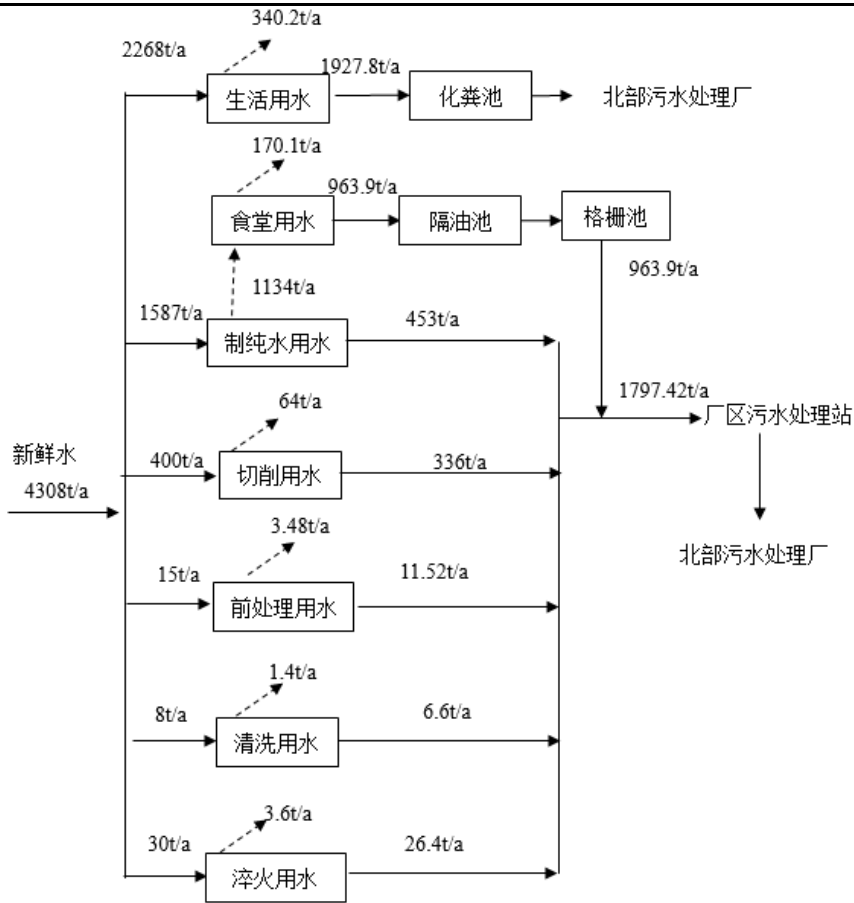 340.2t/a
2268t/a
1927.8t/a
生活用水
化粪池
北部污水处理厂
170.1t/a
963.9t/a
食堂用水
隔油池
格栅池
963.9t/a
1134t/a
1587t/a
453t/a
制纯水用水
1797.42t/a
厂区污水处理站
64t/a
新鲜水
400t/a
切削用水
336t/a
4308t/a
3.48t/a
北部污水处理厂
15t/a
11.52t/a
前处理用水
1.4t/a
8t/a
6.6t/a
清洗用水
3.6t/a
30t/a
26.4t/a
淬火用水